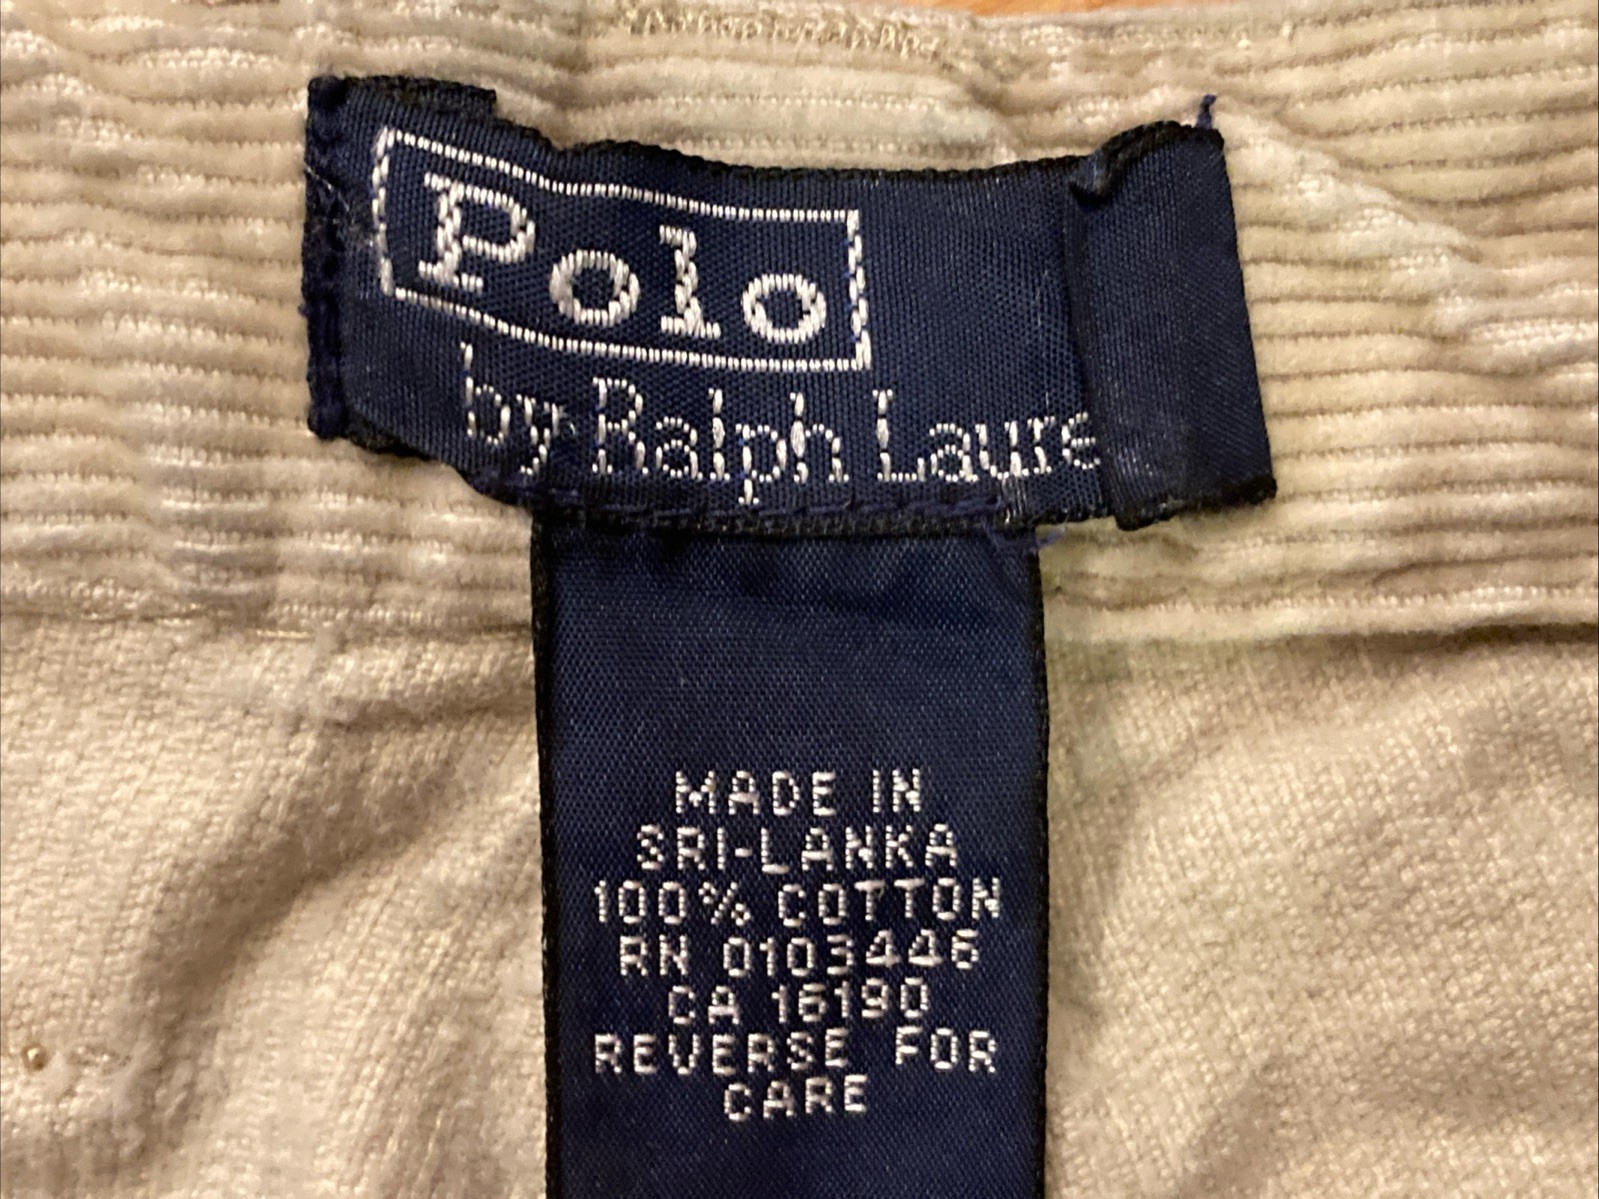 Polo
by Ralph Laure
MADE IN
SRI-LANKA
100% COTTON
RN 0103446
CA 16190
REVERSE FOR
CARE